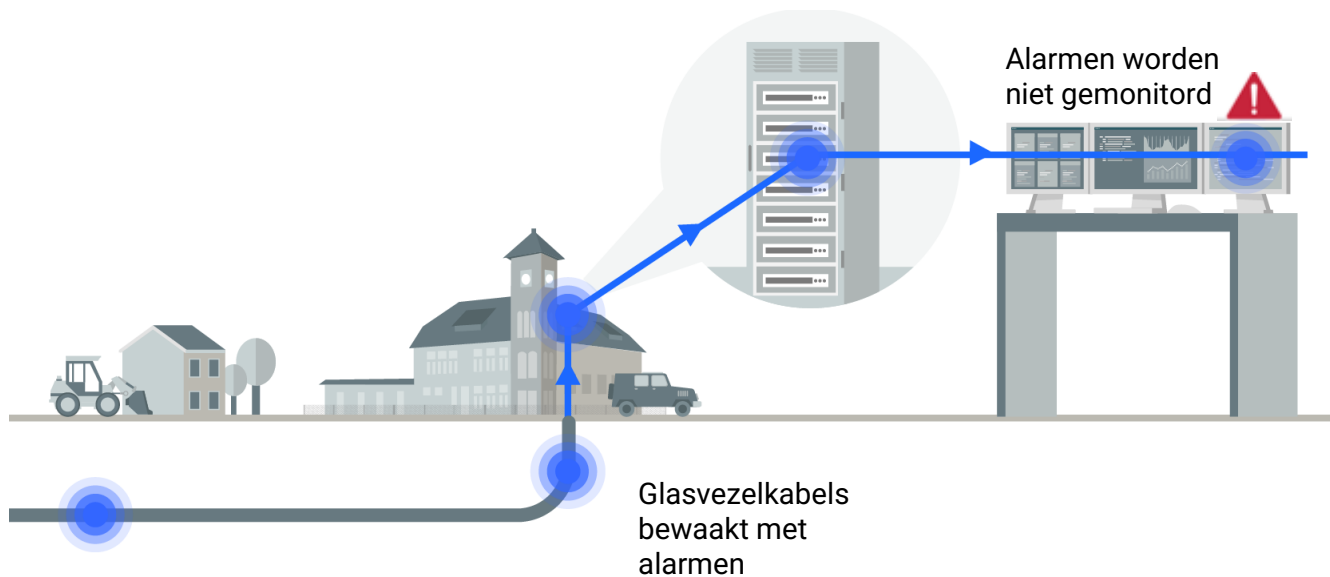 Alarmen worden
niet gemonitord
Glasvezelkabels
bewaakt met
alarmen